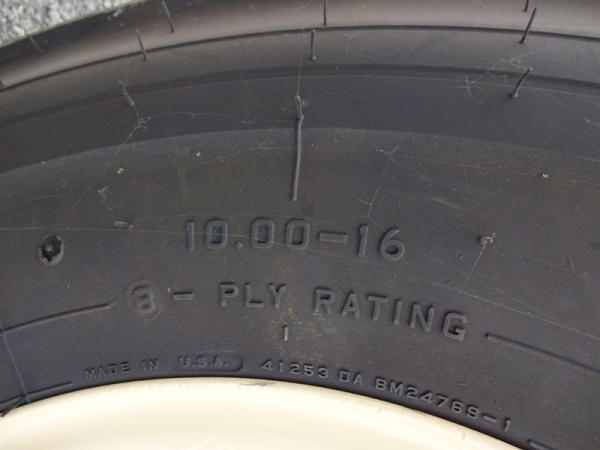 10.00-16
8 - PLY RATING
MADE IN U.S.A. 41253 DA BM24769-1